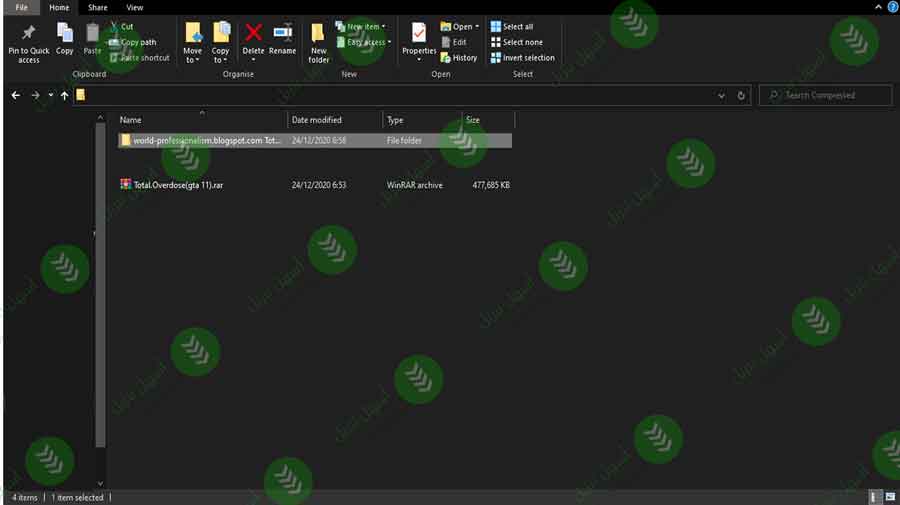 File Home Share View
Pin to Quick access
Copy
Paste
Cut
Copy path
Paste shortcut
Clipboard
Move to
Copy to
Delete
Rename
Organise
New folder
New item
Easy access
New
Properties
Open
Edit
History
Open
Select all
Select none
Invert selection
Select
Name Date modified Type Size
world-professionalism.blogspot.com Tot... 24/12/2020 6:58 File folder
Total.Overdose(gta 11).rar 24/12/2020 6:53 WinRAR archive 477,685 KB
4 items 1 item selected